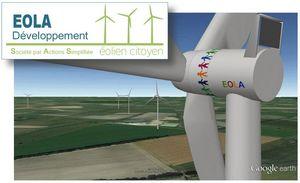 EOLA
Développement
Société par Actions Simplifiée
éolien citoyen
EOLA
Google earth